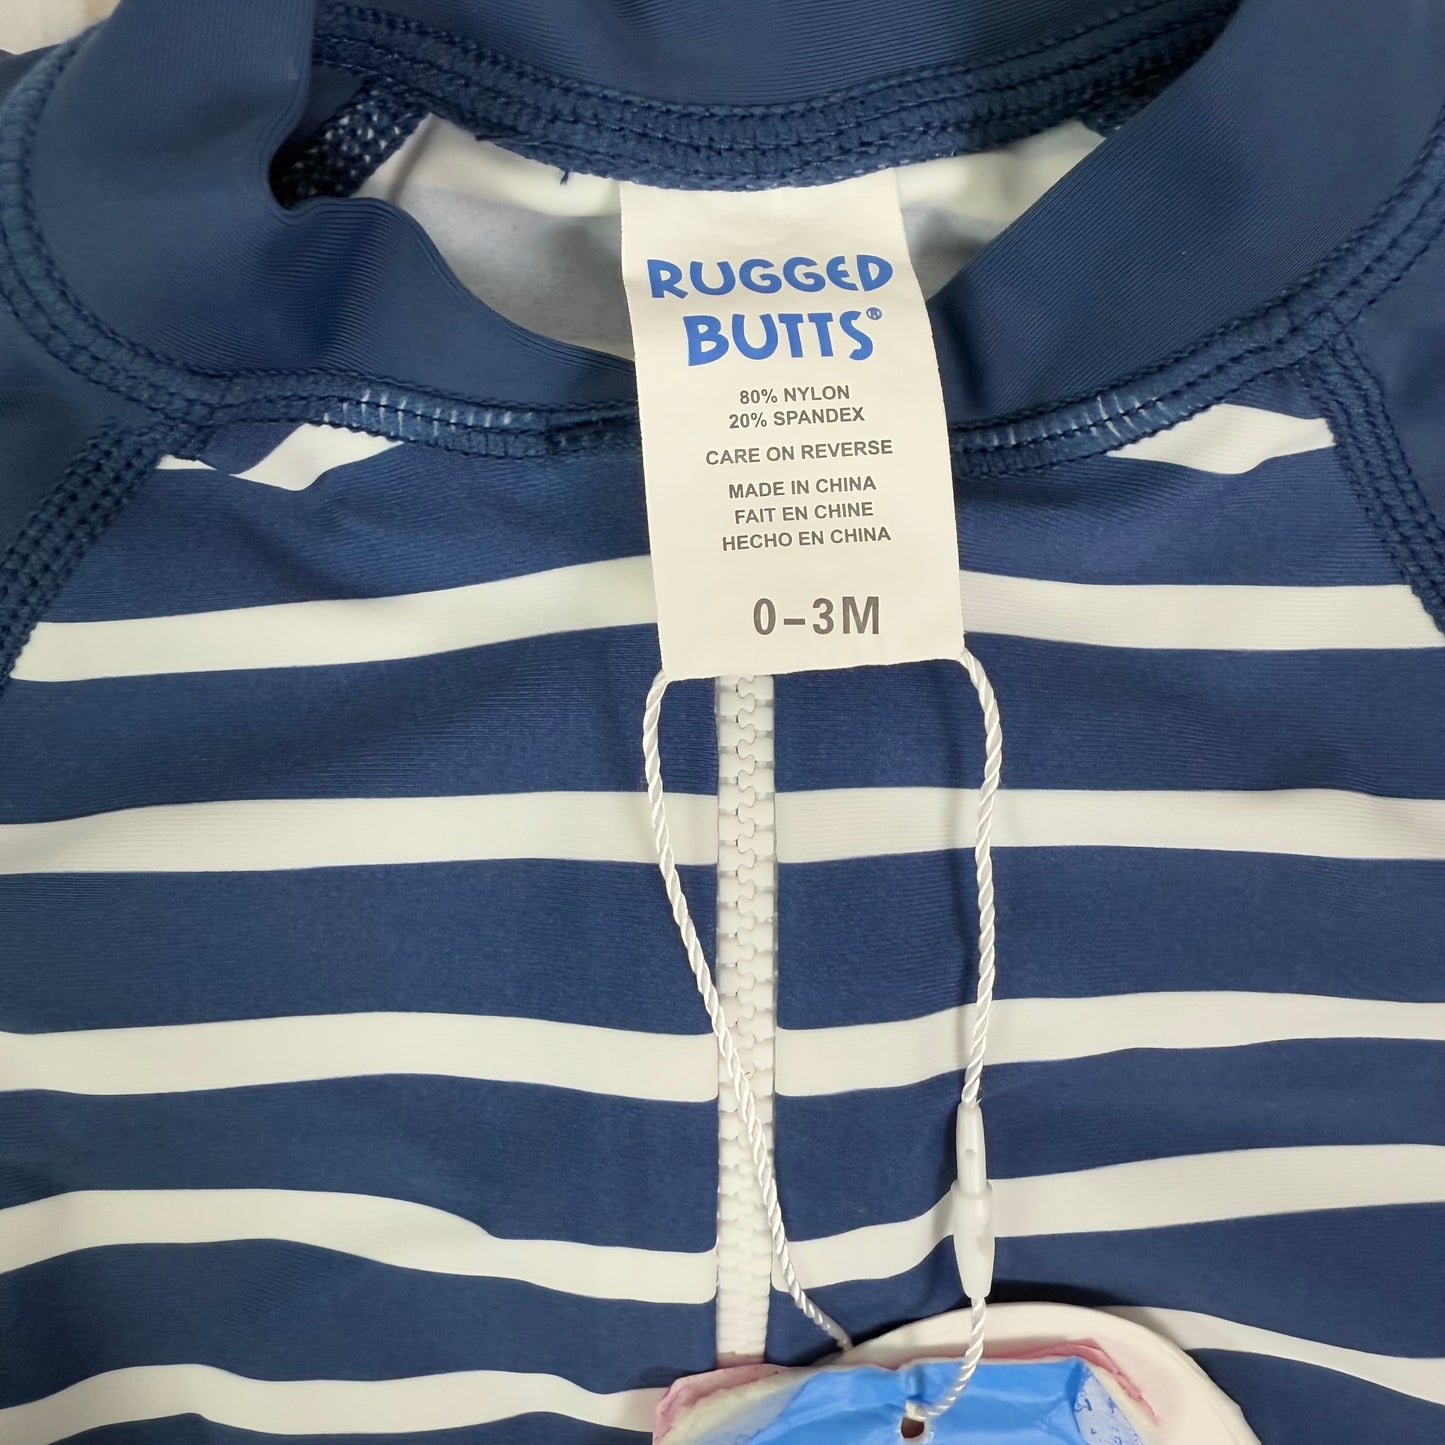 RUGGED
BUTTS®
80% NYLON
20% SPANDEX
CARE ON REVERSE
MADE IN CHINA
FAIT EN CHINE
HECHO EN CHINA
0-3M